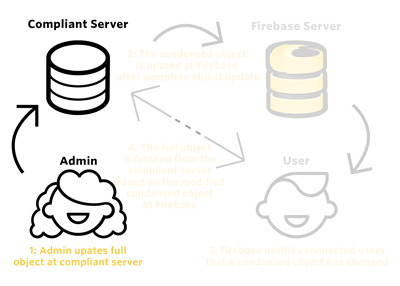 Compliant Server
Firebase Server
2: The condensed object
is upated at Firebase
after complete object update
4: The full object
is fetched from the
compliant server
based on the modified
condensed object
at Firebase
Admin
User
1: Admin upates full
object at compliant server
3: Firebase notifies connected users
that a condensed object has changed